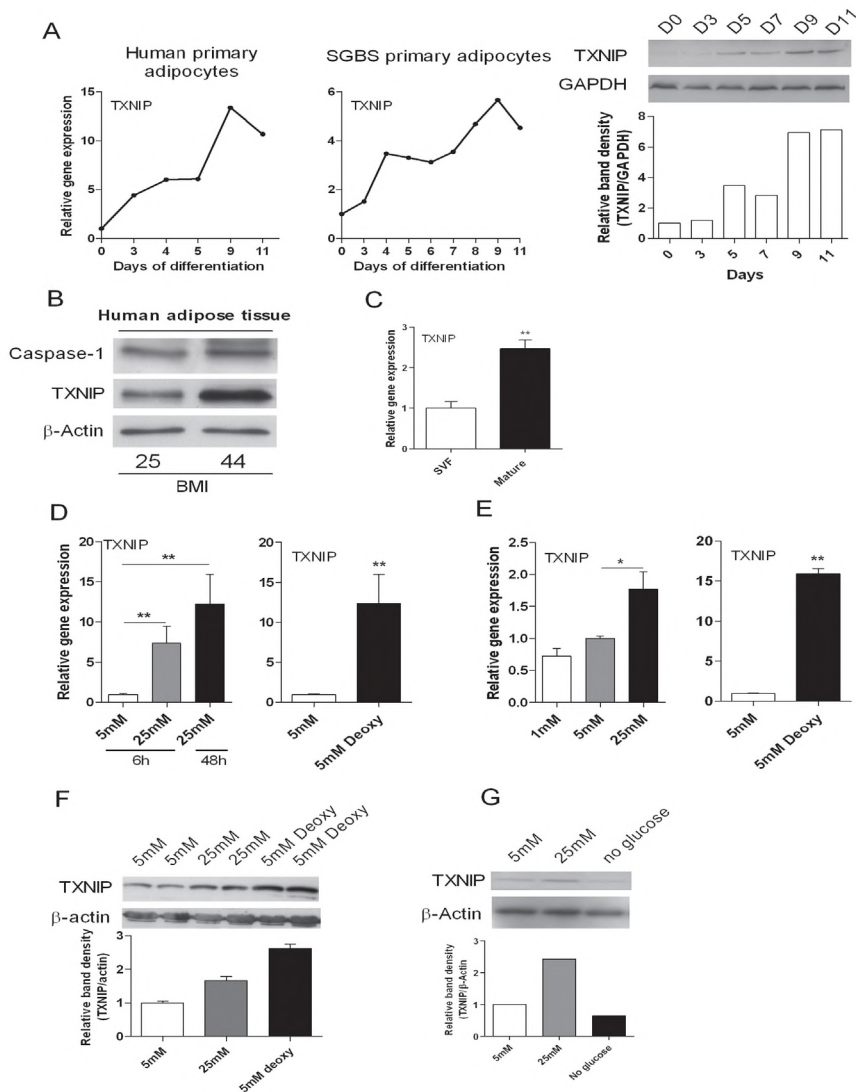 A
Human primary
adipocytes
TXNIP
Relative gene expression
15
10
5
0
0 3 4 5 9 11
Days of differentiation
SGBS primary adipocytes
TXNIP
6
4
2
0
0 3 4 5 6 7 8 9 11
Days of differentiation
D0 D3 D5 D7 D9 D11
TXNIP
GAPDH
Relative band density
(TXNIP/GAPDH)
8
6
4
2
0
0 3 5 7 9 11
Days
B
Human adipose tissue
Caspase-1
TXNIP
β-Actin
25 44
BMI
C
TXNIP
**
Relative gene expression
3
2
1
0
SVF Mature
D
TXNIP
**
**
Relative gene expression
20
15
10
5
0
5mM 25mM 25mM
6h 48h
TXNIP
**
20
15
10
5
0
5mM 5mM Deoxy
E
TXNIP
*
Relative gene expression
2.5
2.0
1.5
1.0
0.5
0.0
1mM 5mM 25mM
TXNIP
**
20
15
10
5
0
5mM 5mM Deoxy
F
5mM 5mM 25mM 25mM 5mM Deoxy 5mM Deoxy
TXNIP
β-actin
Relative band density
(TXNIP/actin)
3
2
1
0
5mM 25mM 5mM deoxy
G
5mM 25mM no glucose
TXNIP
β-Actin
Relative band density
(TXNIP/β-Actin
3
2
1
0
5mM 25mM No glucose